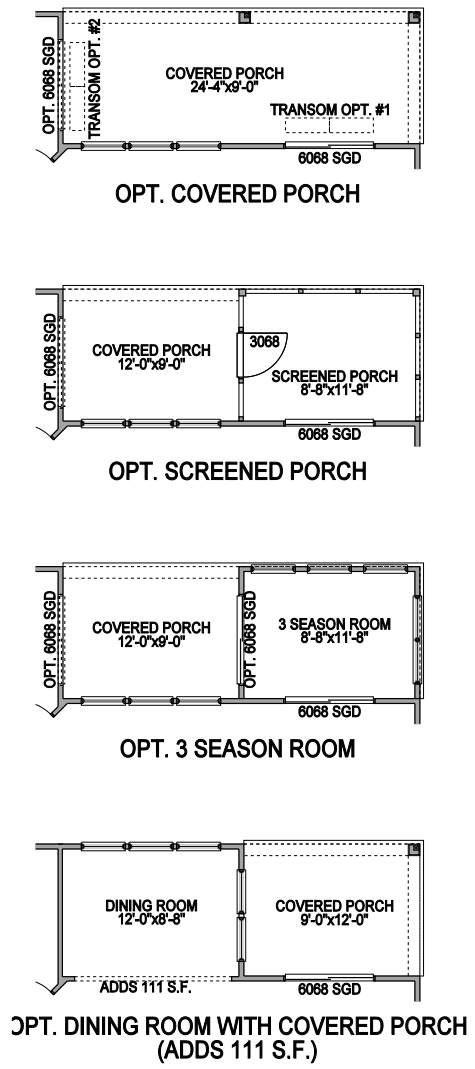 OPT. 6068 SGD
TRANSOM OPT. #2
COVERED PORCH
24'-4"x9'-0"
TRANSOM OPT. #1
6068 SGD
OPT. COVERED PORCH
OPT. 6068 SGD
COVERED PORCH
12'-0"x9'-0"
3068
SCREENED PORCH
8'-8"x11'-8"
6068 SGD
OPT. SCREENED PORCH
OPT. 6068 SGD
COVERED PORCH
12'-0"x9'-0"
OPT. 6068 SGD
3 SEASON ROOM
8'-8"x11'-8"
6068 SGD
OPT. 3 SEASON ROOM
DINING ROOM
12'-0"x8'-8"
COVERED PORCH
9'-0"x12'-0"
ADDS 111 S.F.
6068 SGD
OPT. DINING ROOM WITH COVERED PORCH
(ADDS 111 S.F.)